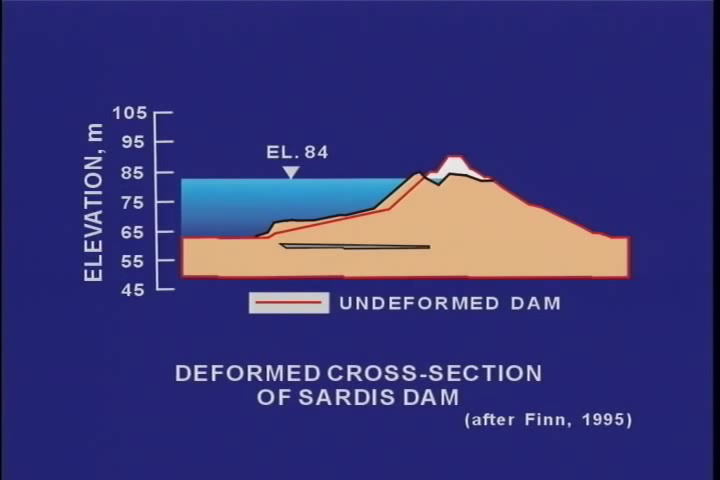 105
95
85
75
65
55
45
ELEVATION, m
EL. 84
UNDEFORMED DAM
DEFORMED CROSS-SECTION
OF SARDIS DAM
(after Finn, 1995)